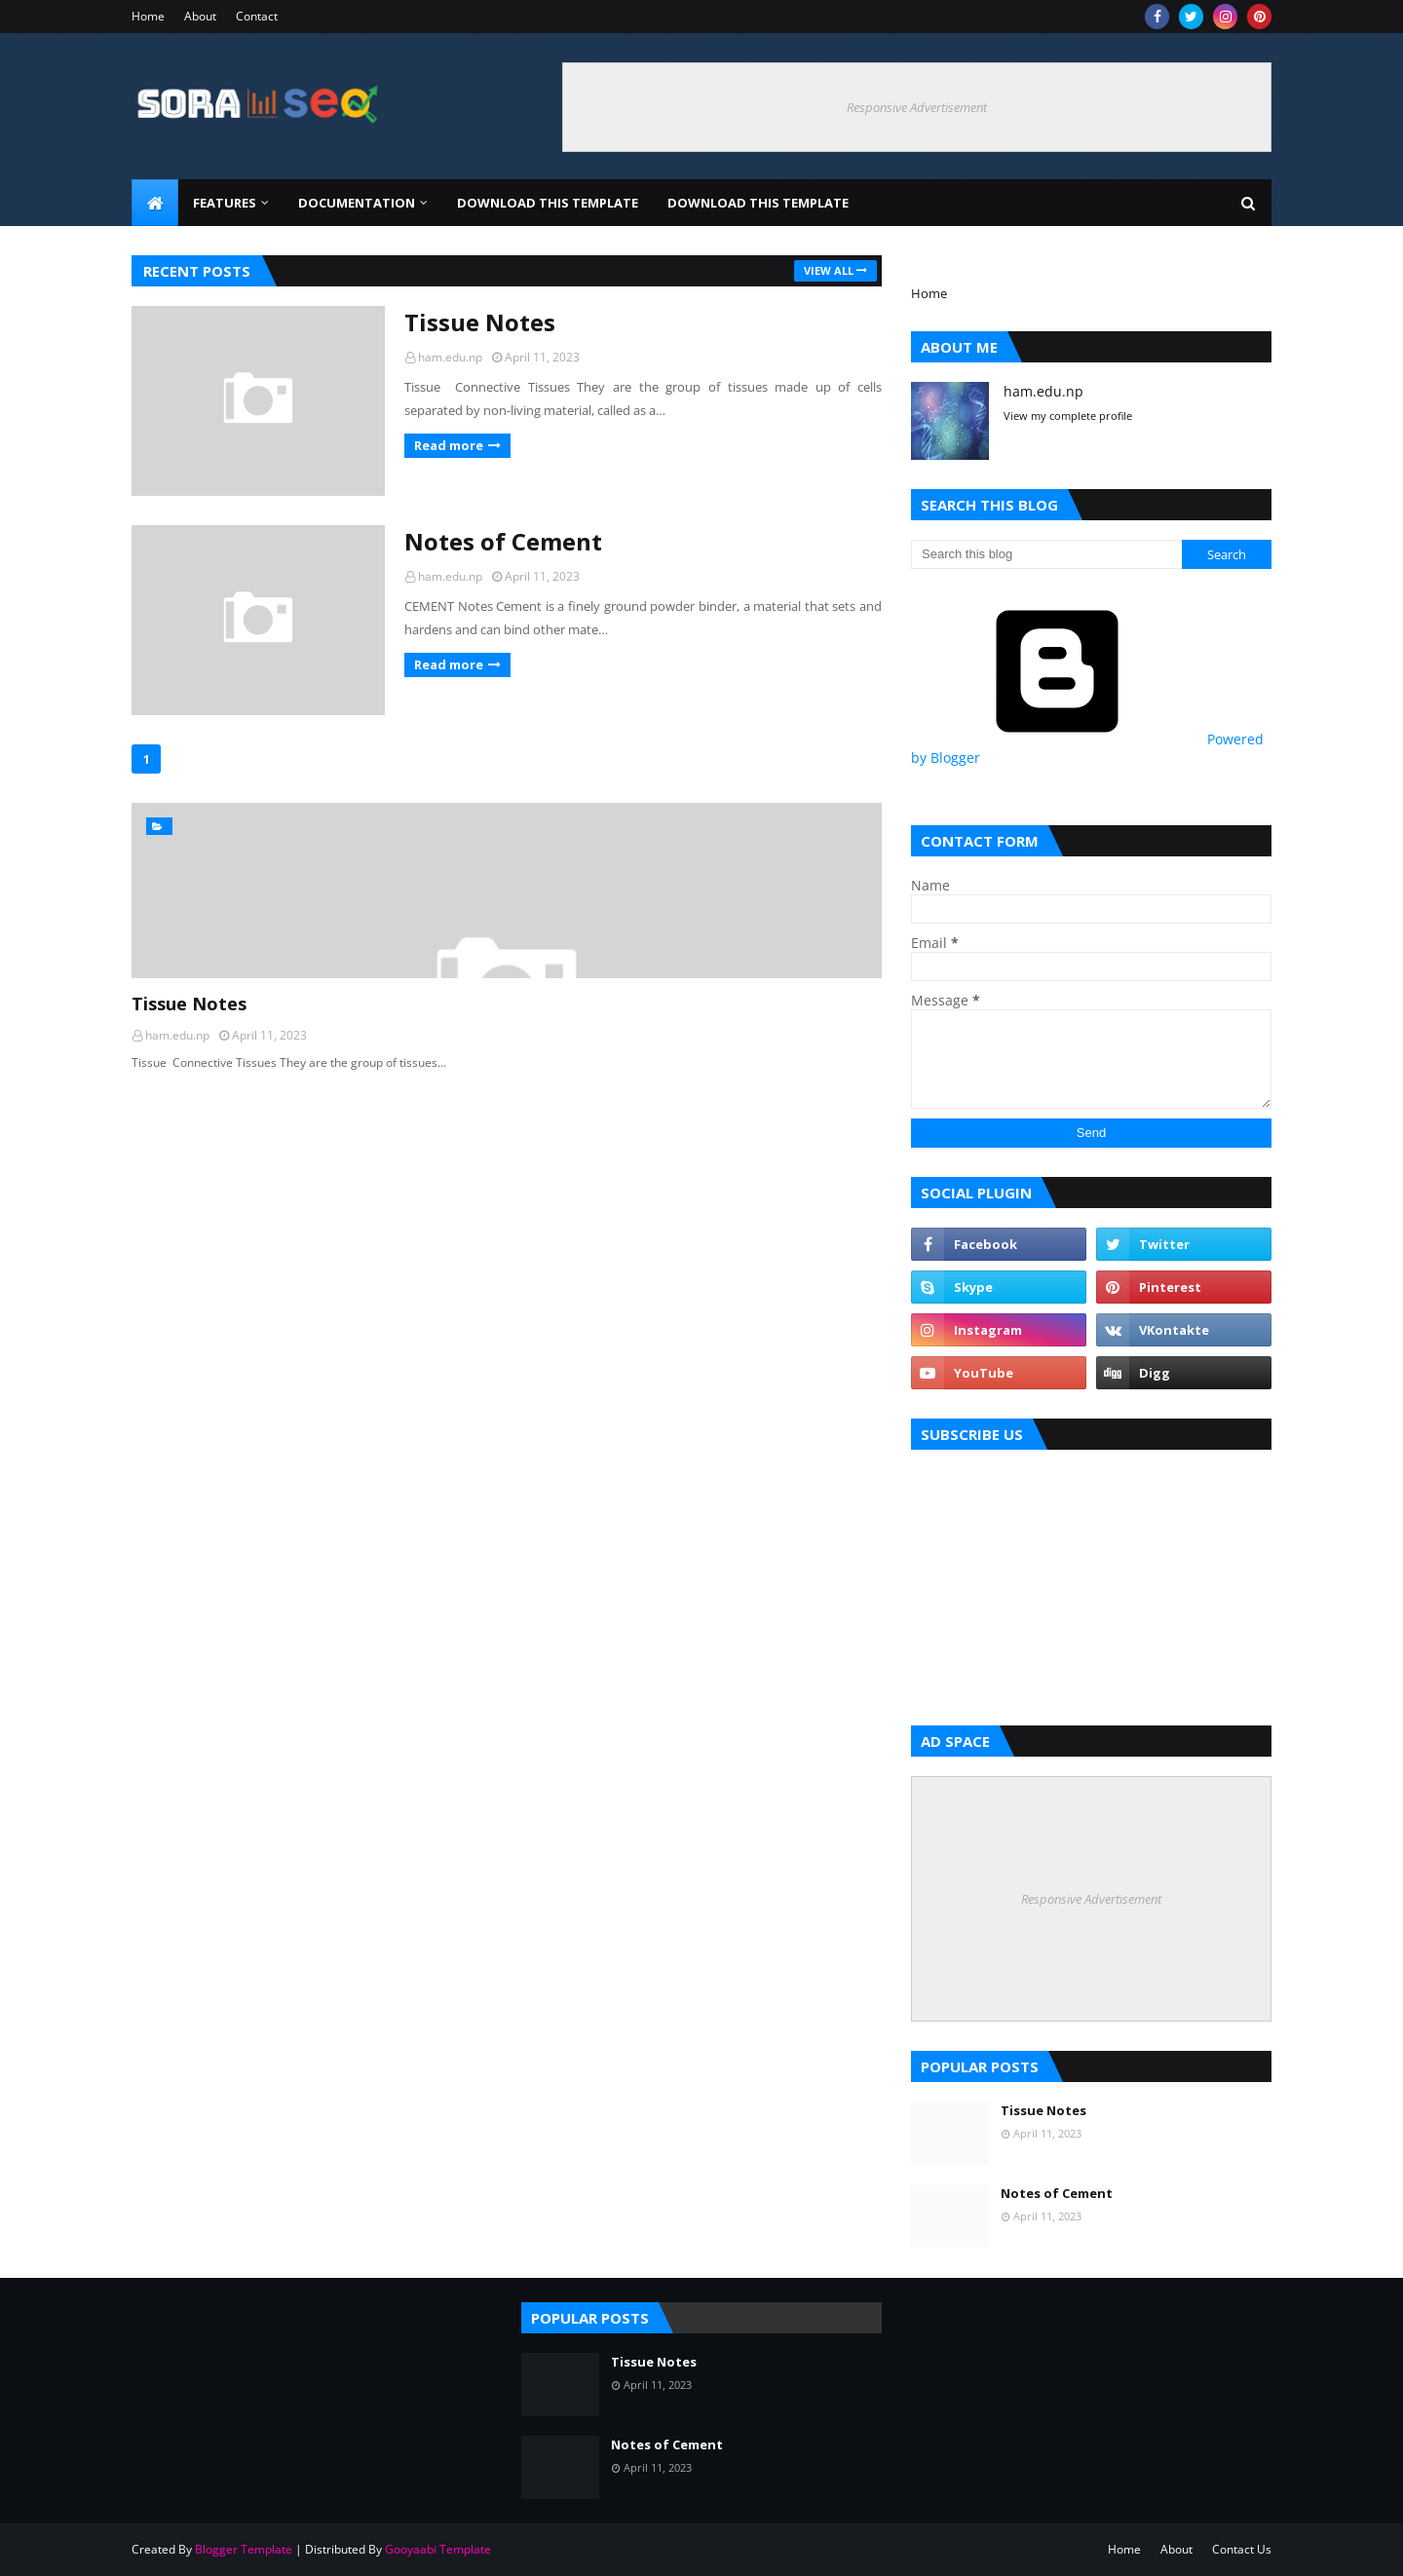 Home About Contact
SORA SEO
Responsive Advertisement
FEATURES DOCUMENTATION DOWNLOAD THIS TEMPLATE DOWNLOAD THIS TEMPLATE
RECENT POSTS
VIEW ALL
Tissue Notes
ham.edu.np April 11, 2023
Tissue Connective Tissues They are the group of tissues made up of cells
separated by non-living material, called as a...
Read more
Notes of Cement
ham.edu.np April 11, 2023
CEMENT Notes Cement is a finely ground powder binder, a material that sets and
hardens and can bind other mate...
Read more
1
Tissue Notes
ham.edu.np April 11, 2023
Tissue Connective Tissues They are the group of tissues...
Home
ABOUT ME
ham.edu.np
View my complete profile
SEARCH THIS BLOG
Search this blog Search
Powered
by Blogger
CONTACT FORM
Name
Email *
Message *
Send
SOCIAL PLUGIN
Facebook Twitter
Skype Pinterest
Instagram VKontakte
YouTube digg Digg
SUBSCRIBE US
AD SPACE
Responsive Advertisement
POPULAR POSTS
Tissue Notes
April 11, 2023
Notes of Cement
April 11, 2023
POPULAR POSTS
Tissue Notes
April 11, 2023
Notes of Cement
April 11, 2023
Created By Blogger Template | Distributed By Gooyaabi Template
Home About Contact Us